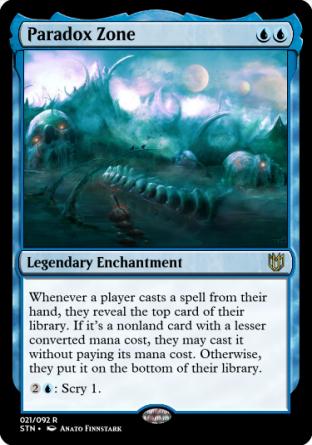 Paradox Zone
Legendary Enchantment
Whenever a player casts a spell from their
hand, they reveal the top card of their
library. If it's a nonland card with a lesser
converted mana cost, they may cast it
without paying its mana cost. Otherwise,
they put it on the bottom of their library.
2: Scry 1.
021/092 R
STN • Anato Finnstark